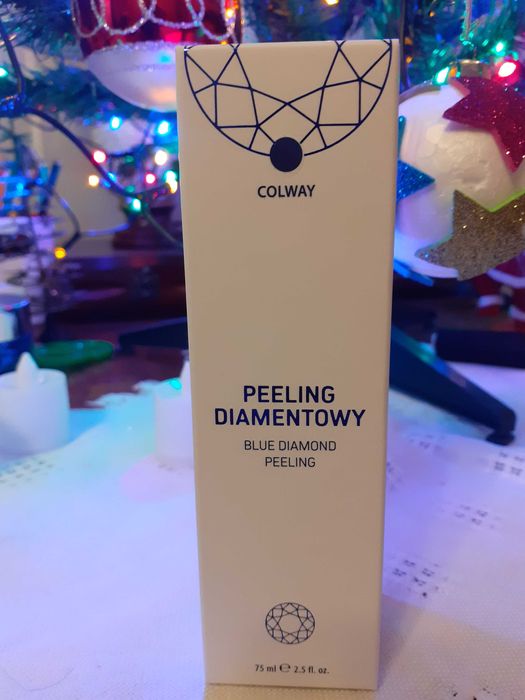 COLWAY
PEELING
DIAMENTOWY
BLUE DIAMOND
PEELING
75 ml ℮ 2.5 fl. oz.